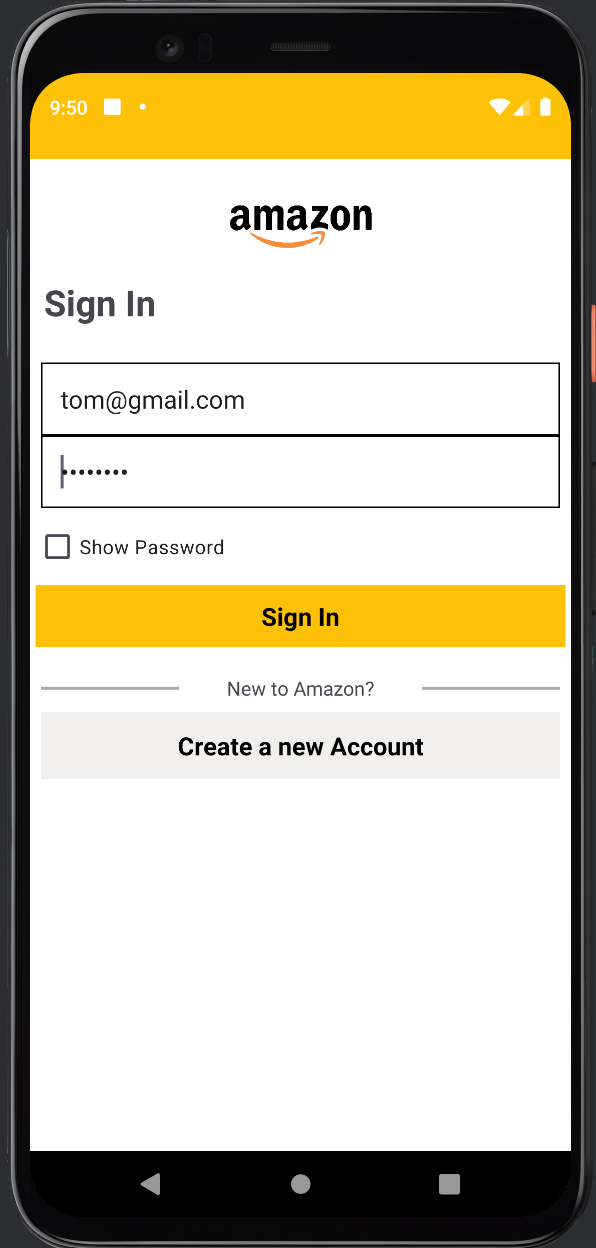 9:50
amazon
Sign In
tom@gmail.com
••••••••
Show Password
Sign In
New to Amazon?
Create a new Account